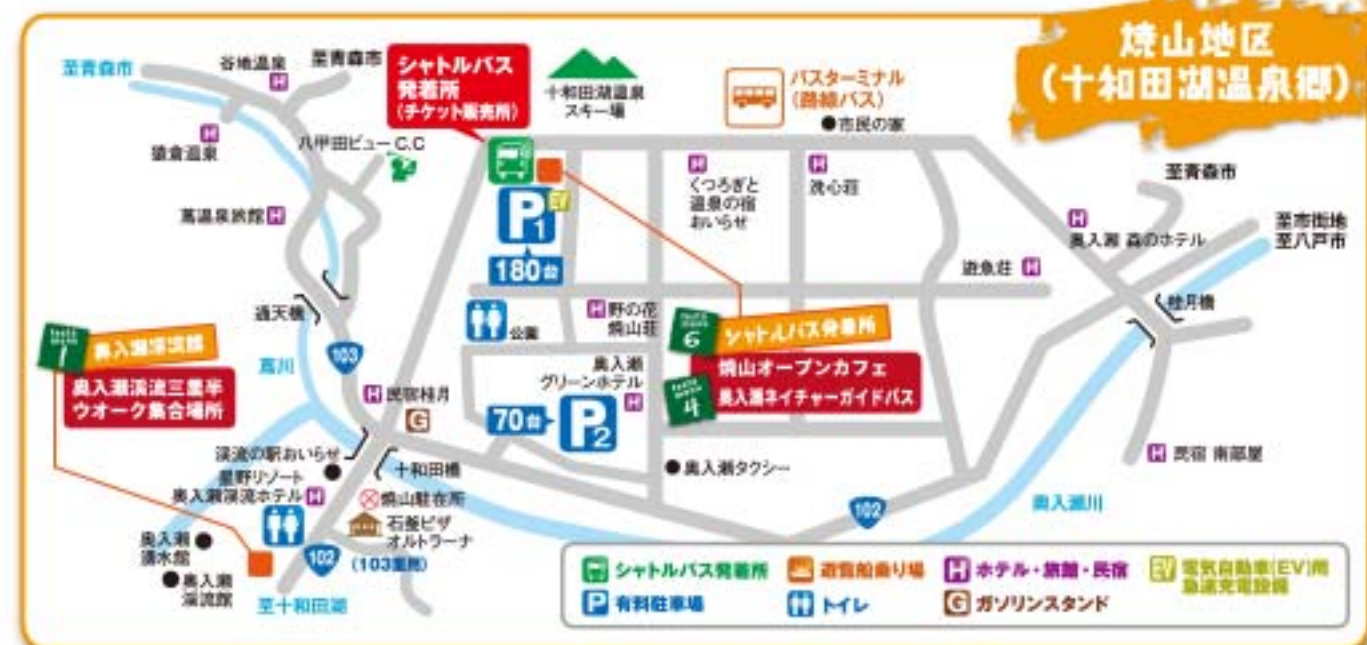 焼山地区
(十和田湖温泉郷)
至青森市
谷地温泉
至青森市
シャトルバス
発着所
(チケット販売所)
十和田湖温泉
スキー場
バスターミナル
(路線バス)
●市民の家
猿倉温泉
八甲田ビューC.C
蔦温泉旅館
くつろぎと
温泉の宿
おいらせ
洗心荘
至青森市
奥入瀬 森のホテル
至市街地
至八戸市
P1
EV
180台
遊魚荘
桂月橋
通天橋
103
公園
野の花
焼山荘
6
シャトルバス発着所
焼山オープンカフェ
4
奥入瀬ネイチャーガイドバス
1
奥入瀬渓流館
奥入瀬渓流三里半
ウオーク集合場所
蔦川
民宿桂月
G
奥入瀬
グリーンホテル
70台
P2
渓流の駅おいらせ
星野リゾート
奥入瀬渓流ホテル
十和田橋
焼山駐在所
石釜ピザ
オルトラーナ
(103業所)
●奥入瀬タクシー
民宿 南部屋
102
奥入瀬川
奥入瀬
湧水館
奥入瀬
渓流館
102
至十和田湖
シャトルバス発着所
遊覧船乗り場
H ホテル・旅館・民宿
EV 電気自動車(EV)用
急速充電設備
P 有料駐車場
トイレ
G ガソリンスタンド